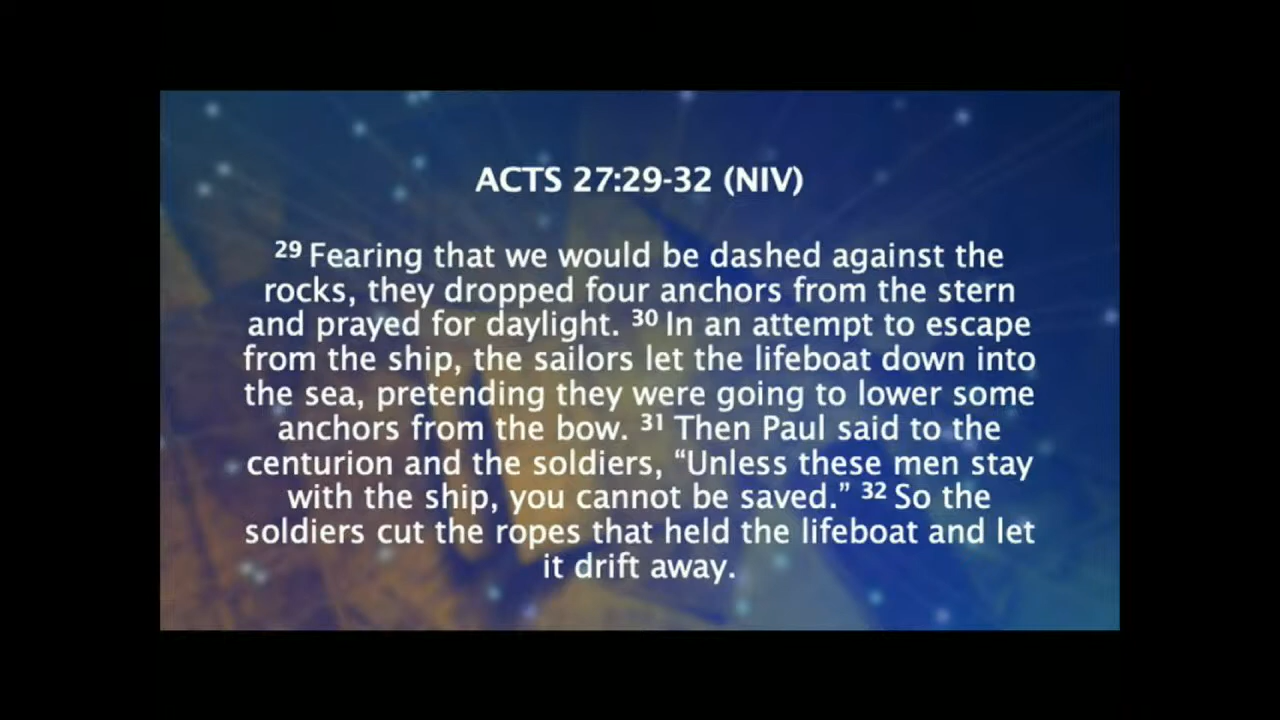 ACTS 27:29-32 (NIV)
29 Fearing that we would be dashed against the
rocks, they dropped four anchors from the stern
and prayed for daylight. 30 In an attempt to escape
from the ship, the sailors let the lifeboat down into
the sea, pretending they were going to lower some
anchors from the bow. 31 Then Paul said to the
centurion and the soldiers, “Unless these men stay
with the ship, you cannot be saved.” 32 So the
soldiers cut the ropes that held the lifeboat and let
it drift away.